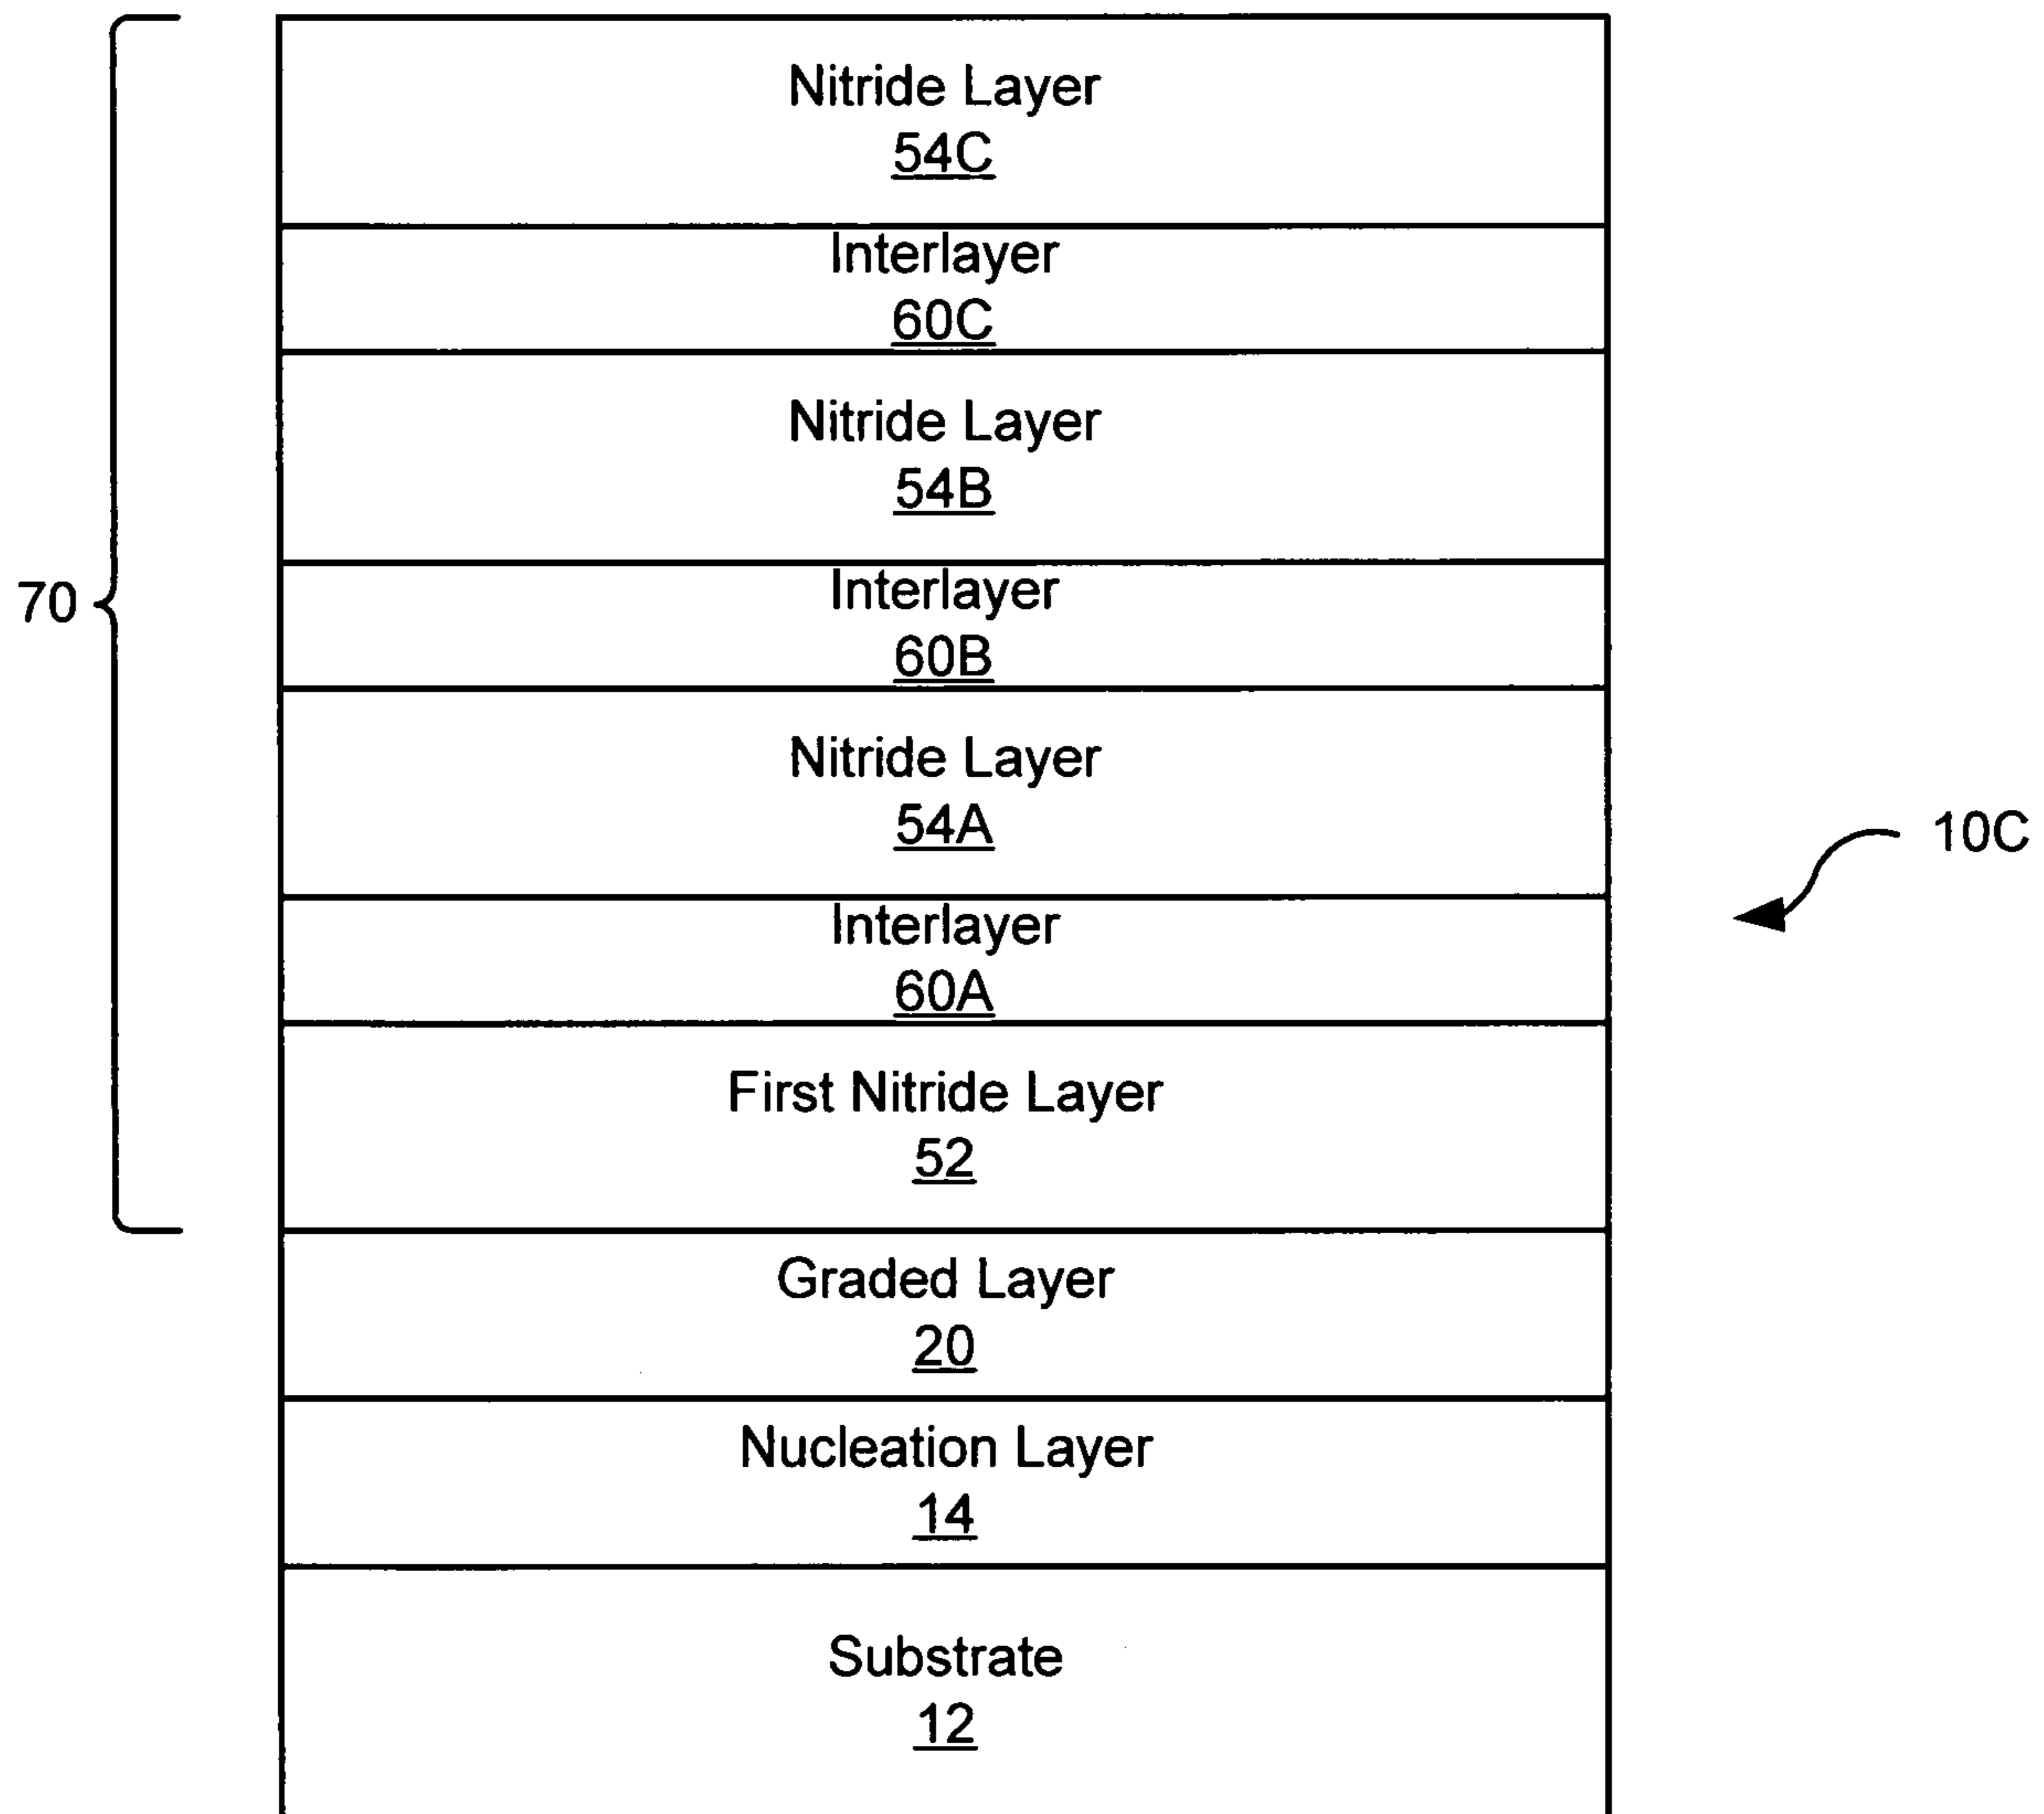 Nitride Layer
54C
Interlayer
60C
Nitride Layer
54B
70
Interlayer
60B
Nitride Layer
54A
10C
Interlayer
60A
First Nitride Layer
52
Graded Layer
20
Nucleation Layer
14
Substrate
12